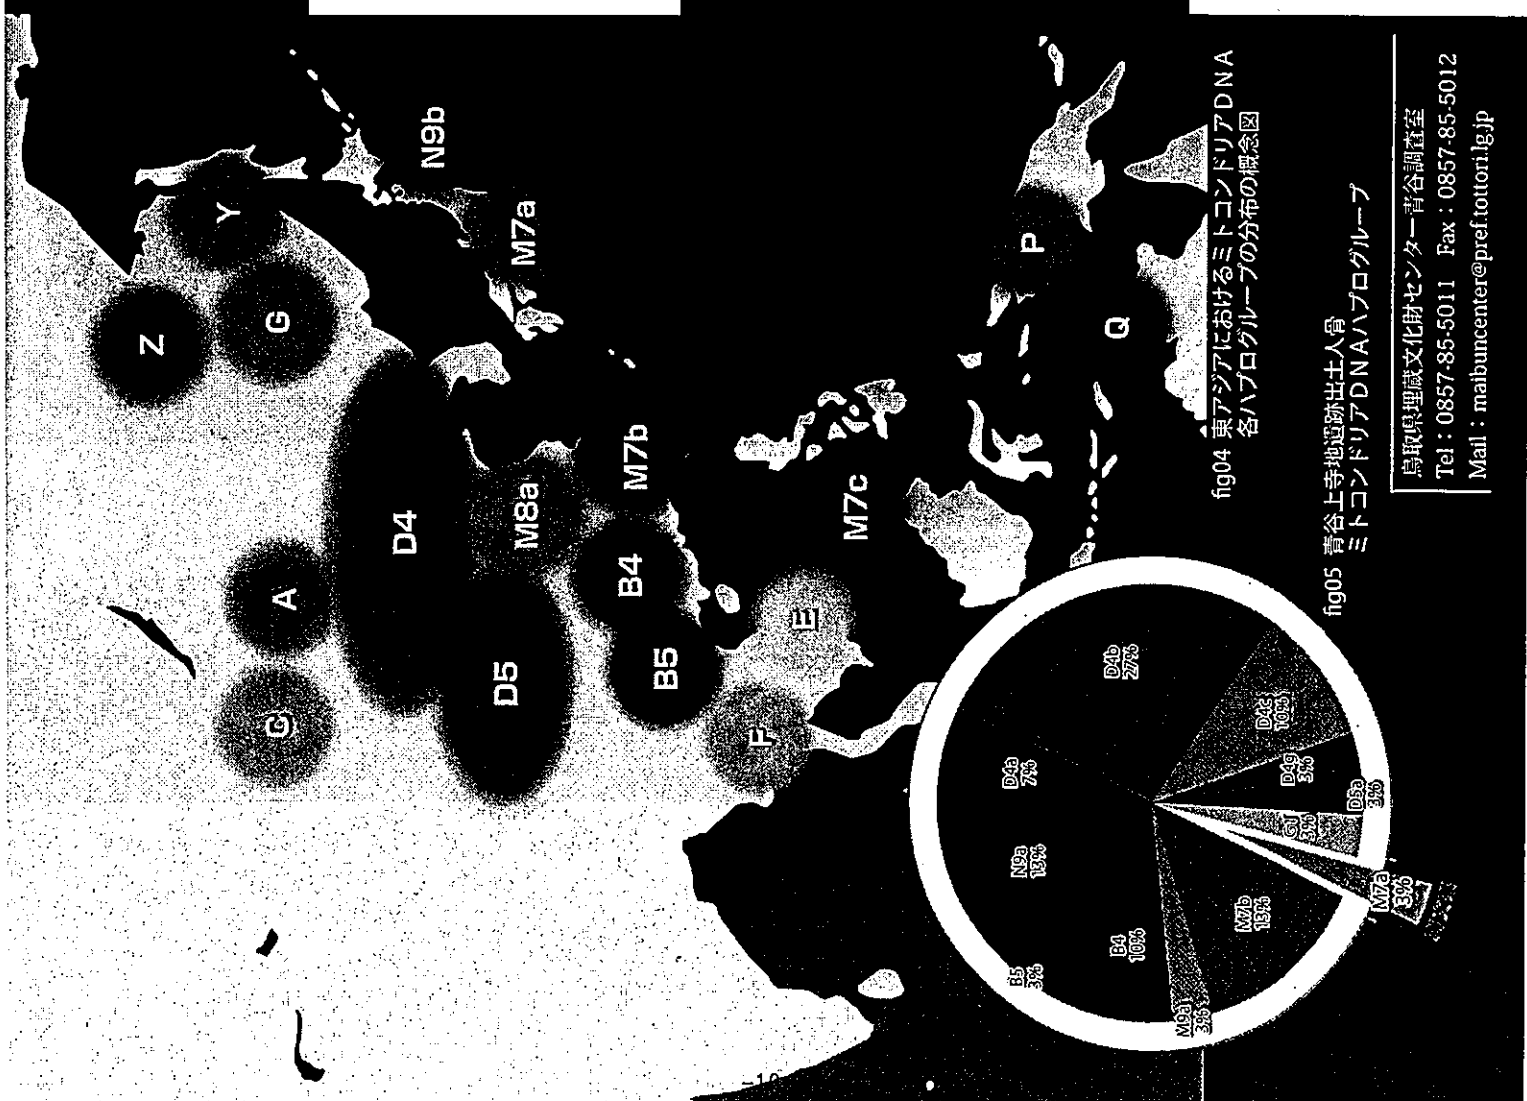 Z
Y
G
N9b
M7a
A
C
D4
M8a
M7b
D5
B4
B5
E
F
M7c
P
Q
fig04 東アジアにおけるミトコンドリアDNA
各ハプログループの分布の概念図
D4b
27%
D4c
10%
D4g
3%
D5a
3%
G1
3%
M7a
3%
M7b
13%
M9a
3%
B4
10%
B5
3%
N9a
13%
D4a
7%
fig05 青谷上寺地遺跡出土人骨
ミトコンドリアDNAハプログループ
鳥取県埋蔵文化財センター青谷調査室
Tel : 0857-85-5011 Fax : 0857-85-5012
Mail : maibuncenter@pref.tottori.lg.jp